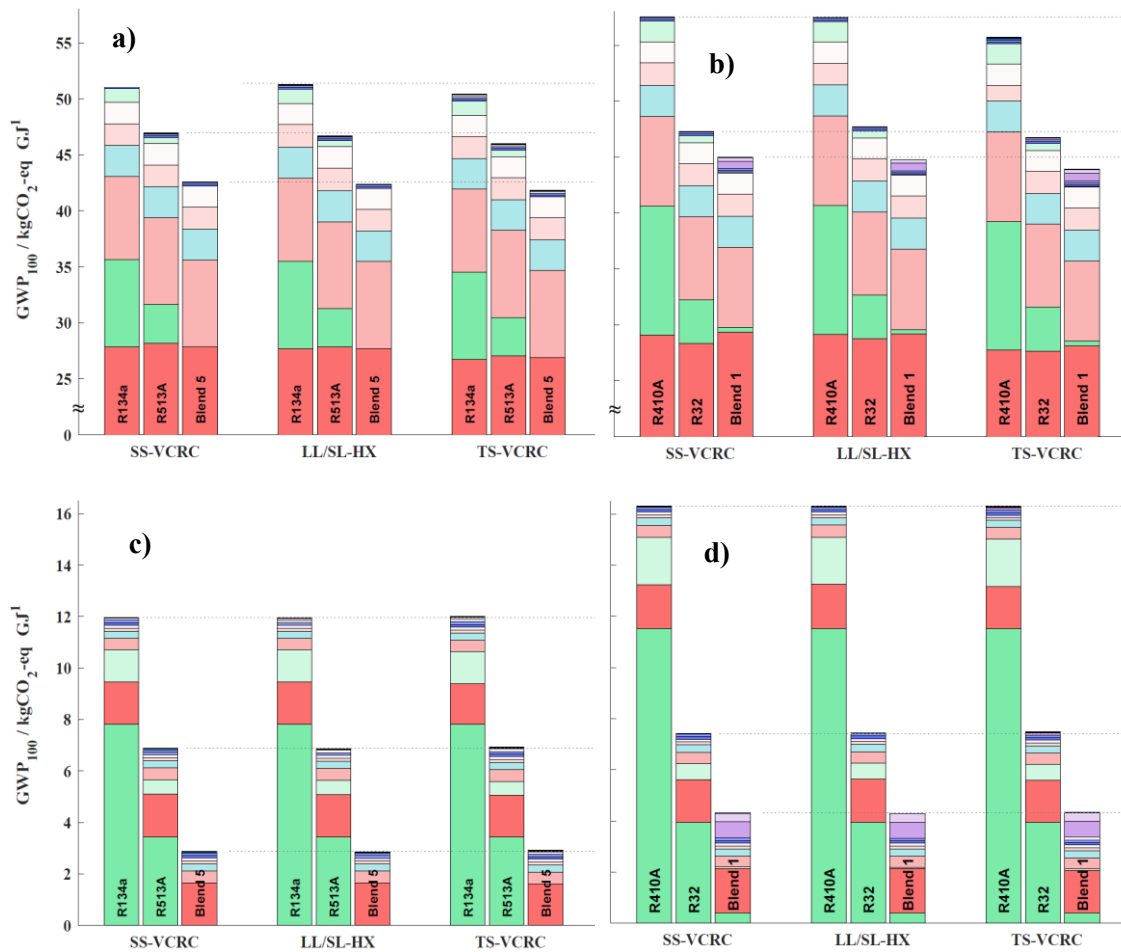 a)
b)
55
50
45
40
35
30
25
0
≈
≈
GWP100 / kgCO2-eq GJ1
R134a
R513A
Blend 5
R134a
R513A
Blend 5
R134a
R513A
Blend 5
R410A
R32
Blend 1
R410A
R32
Blend 1
R410A
R32
Blend 1
SS-VCRC LL/SL-HX TS-VCRC
SS-VCRC LL/SL-HX TS-VCRC
c)
d)
16
14
12
10
8
6
4
2
0
GWP100 / kgCO2-eq GJ1
R134a
R513A
Blend 5
R134a
R513A
Blend 5
R134a
R513A
Blend 5
R410A
R32
Blend 1
R410A
R32
Blend 1
R410A
R32
Blend 1
SS-VCRC LL/SL-HX TS-VCRC
SS-VCRC LL/SL-HX TS-VCRC